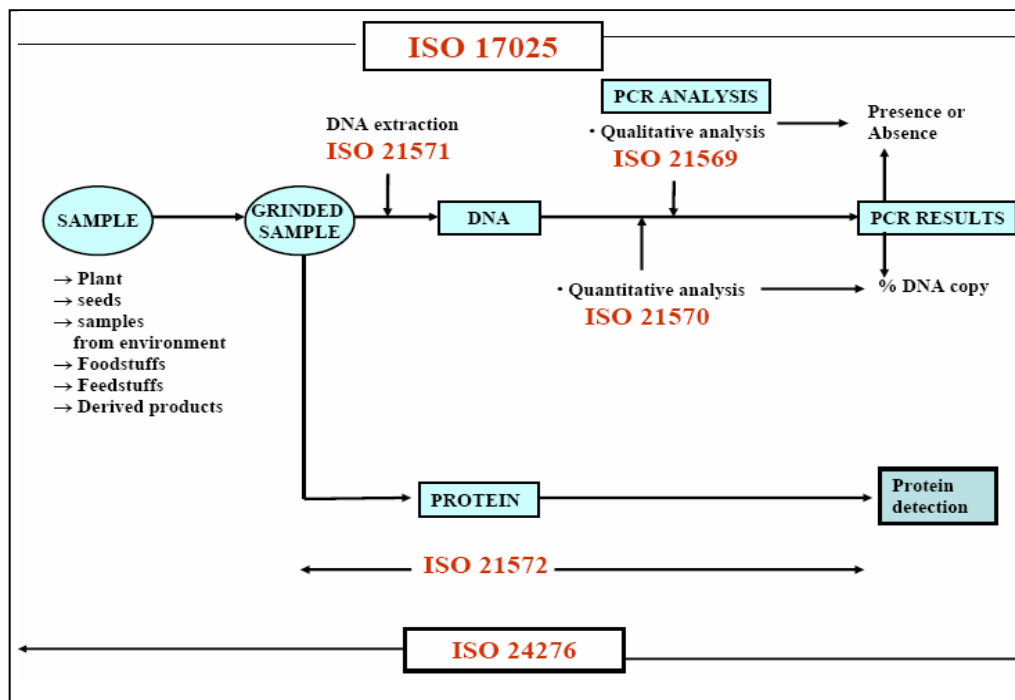 ISO 17025
PCR ANALYSIS
DNA extraction
ISO 21571
• Qualitative analysis
ISO 21569
Presence or
Absence
SAMPLE
GRINDED
SAMPLE
DNA
PCR RESULTS
→ Plant
→ seeds
→ samples
from environment
→ Foodstuffs
→ Feedstuffs
→ Derived products
• Quantitative analysis
ISO 21570
% DNA copy
PROTEIN
Protein
detection
ISO 21572
ISO 24276